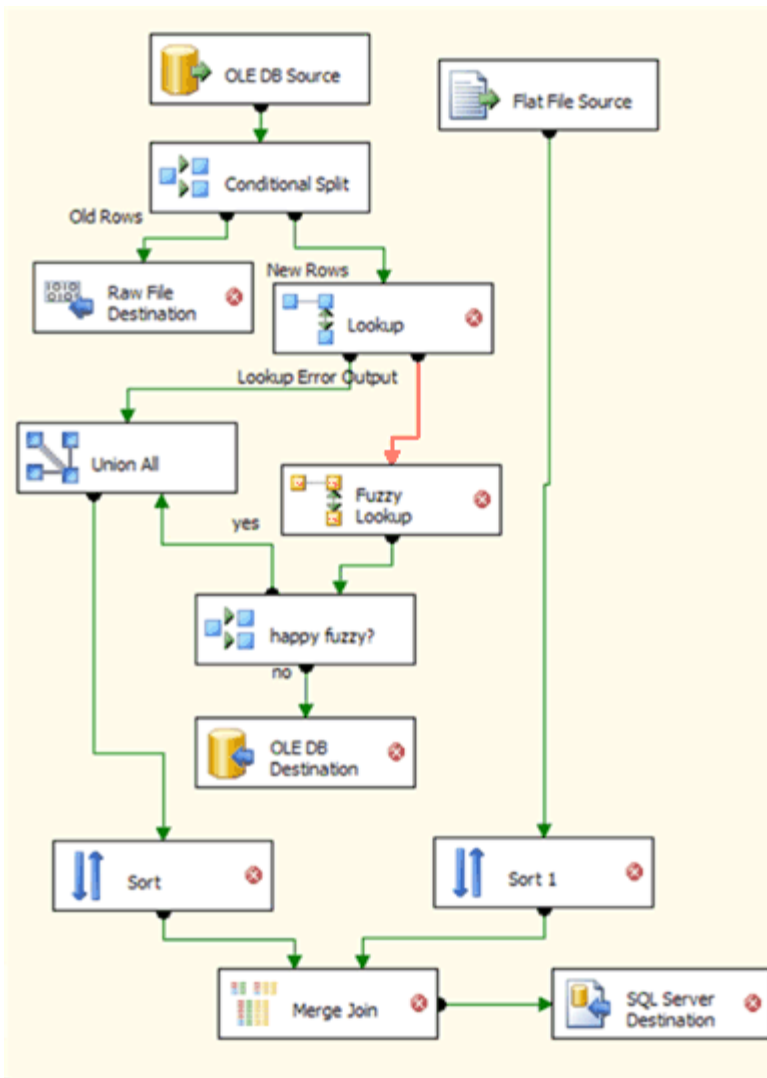 OLE DB Source
Flat File Source
Conditional Split
Old Rows
New Rows
Raw File
Destination
Lookup
Lookup Error Output
Union All
Fuzzy
Lookup
yes
happy fuzzy?
no
OLE DB
Destination
Sort
Sort 1
Merge Join
SQL Server
Destination